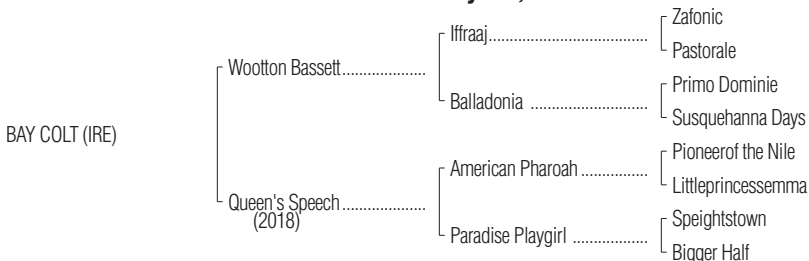 Zafonic
Iffraaj
Pastorale
Wootton Bassett
Primo Dominie
Balladonia
Susquehanna Days
BAY COLT (IRE)
Pioneerof the Nile
American Pharoah
Littleprincessemma
Queen's Speech
(2018)
Speightstown
Paradise Playgirl
Bigger Half